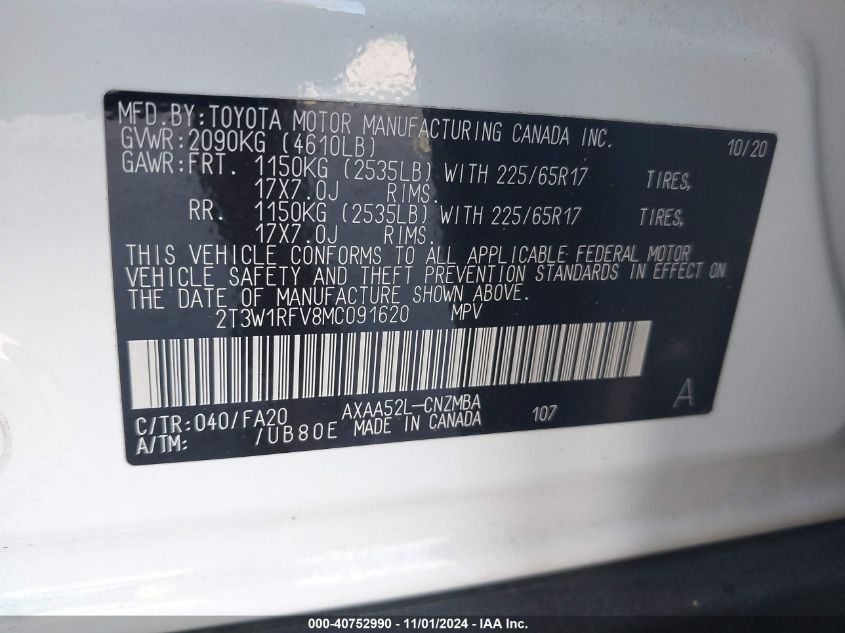 MFD.BY:TOYOTA MOTOR MANUFACTURING CANADA INC. 10/20
GVWR:2090KG (4610LB)
GAWR:FRT. 1150KG (2535LB) WITH 225/65R17 TIRES,
17X7.0J RIMS.
RR. 1150KG (2535LB) WITH 225/65R17 TIRES,
17X7.0J RIMS.
THIS VEHICLE CONFORMS TO ALL APPLICABLE FEDERAL MOTOR
VEHICLE SAFETY AND THEFT PREVENTION STANDARDS IN EFFECT ON
THE DATE OF MANUFACTURE SHOWN ABOVE.
2T3W1RFV8MC091620 MPV
C/TR:040/FA20 AXAA52L-CNZMBA 107 A
A/TM: /UB80E MADE IN CANADA
000-40752990 - 11/01/2024 - IAA Inc.